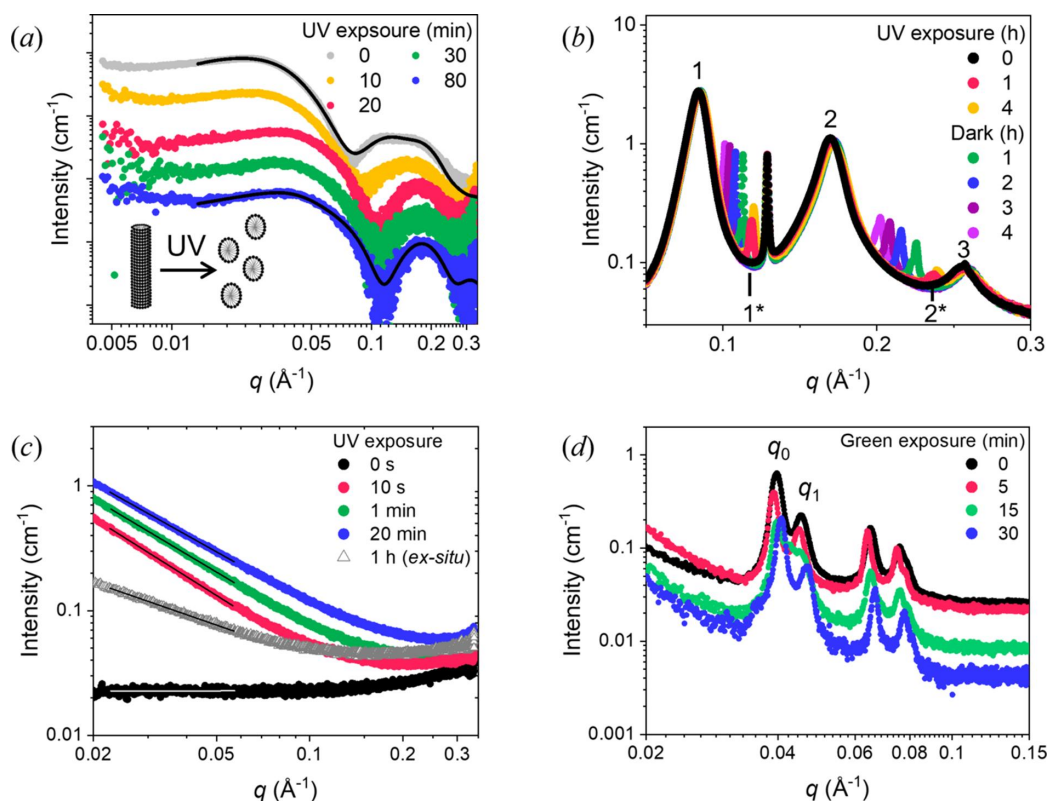 (a)
UV expsoure (min)
0 30
10 80
20
UV
Intensity (cm⁻¹)
0.005 0.01 0.05 0.1 0.2 0.3
q (Å⁻¹)
(b)
UV exposure (h)
0
1
4
Dark (h)
1
2
3
4
1 2 3
1* 2*
10
1
0.1
Intensity (cm⁻¹)
0.1 0.2 0.3
q (Å⁻¹)
(c)
UV exposure
0 s
10 s
1 min
20 min
1 h (ex-situ)
1
0.1
0.01
Intensity (cm⁻¹)
0.02 0.05 0.1 0.3
q (Å⁻¹)
(d)
Green exposure (min)
0
5
15
30
q₀
q₁
1
0.1
0.01
0.001
Intensity (cm⁻¹)
0.02 0.04 0.06 0.08 0.1 0.15
q (Å⁻¹)